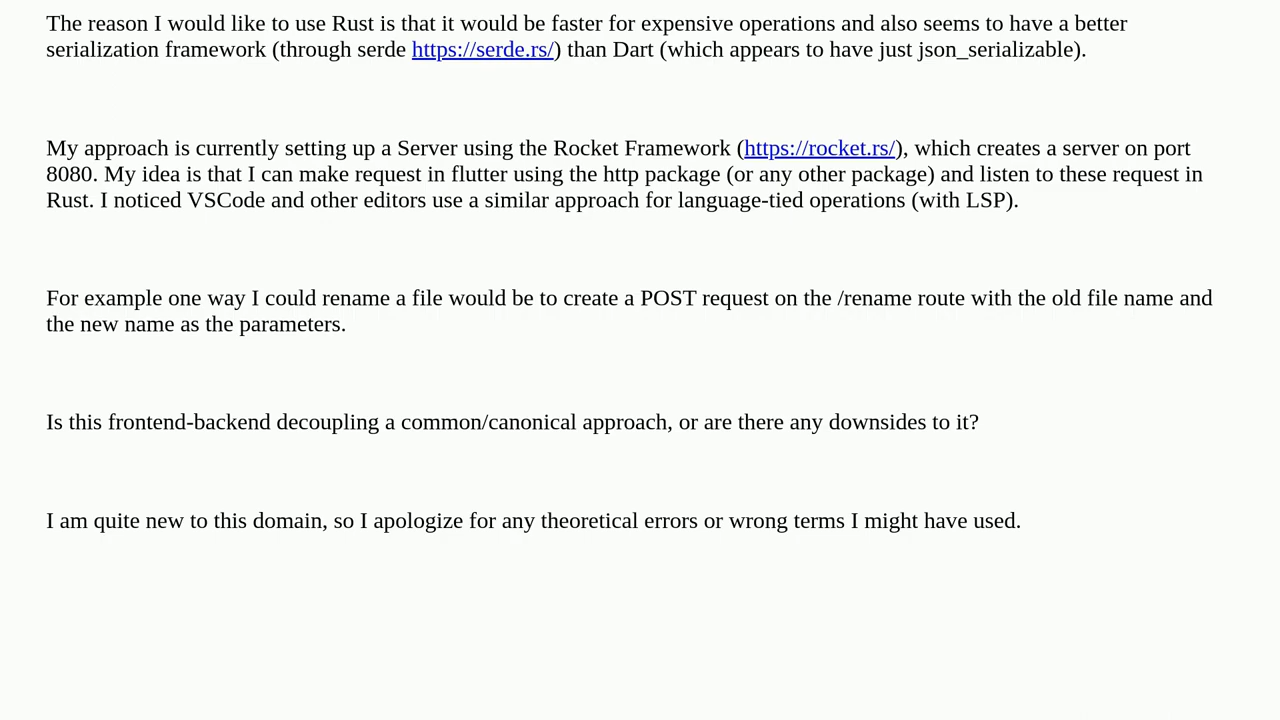 The reason I would like to use Rust is that it would be faster for expensive operations and also seems to have a better
serialization framework (through serde https://serde.rs/) than Dart (which appears to have just json_serializable).
My approach is currently setting up a Server using the Rocket Framework (https://rocket.rs/), which creates a server on port
8080. My idea is that I can make request in flutter using the http package (or any other package) and listen to these request in
Rust. I noticed VSCode and other editors use a similar approach for language-tied operations (with LSP).
For example one way I could rename a file would be to create a POST request on the /rename route with the old file name and
the new name as the parameters.
Is this frontend-backend decoupling a common/canonical approach, or are there any downsides to it?
I am quite new to this domain, so I apologize for any theoretical errors or wrong terms I might have used.